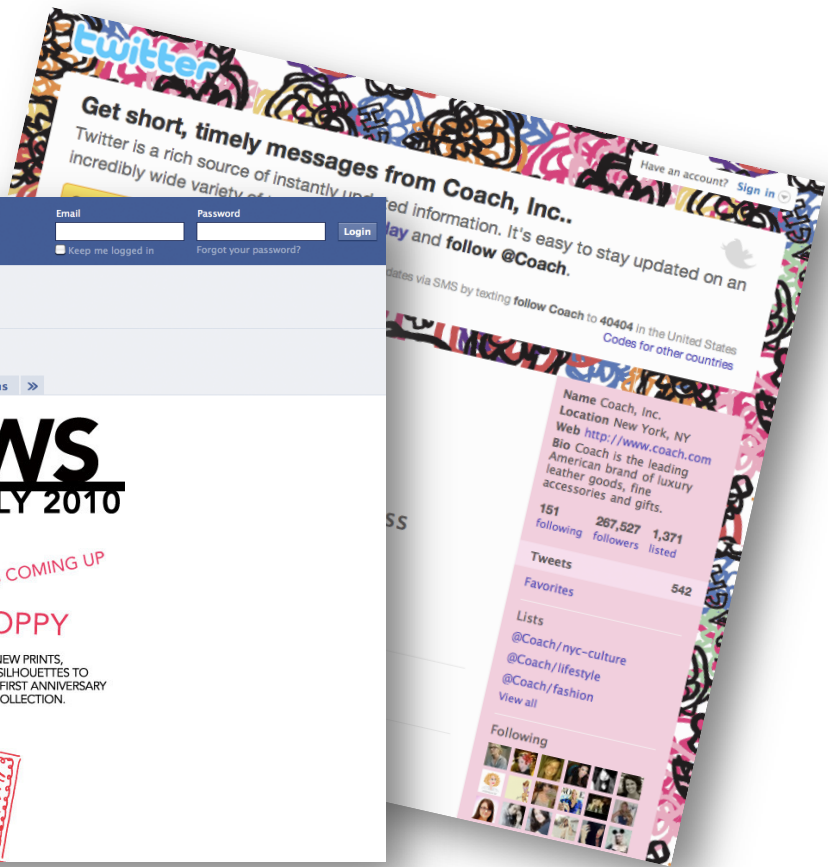 twitter
Get short, timely messages from Coach, Inc..
Twitter is a rich source of instantly updated information. It's easy to stay updated on an
incredibly wide variety of
and follow @Coach.
via SMS by texting follow Coach to 40404 in the United States
Codes for other countries
Have an account? Sign in
Name Coach, Inc.
Location New York, NY
Web http://www.coach.com
Bio Coach is the leading
American brand of luxury
leather goods, fine
accessories and gifts.
151 267,527 1,371
following followers listed
Tweets 542
Favorites
Lists
@Coach/nyc-culture
@Coach/lifestyle
@Coach/fashion
View all
Following
Email Password
Login
Keep me logged in Forgot your password?
WS
LY 2010
COMING UP
OPPY
NEW PRINTS,
SILHOUETTES TO
FIRST ANNIVERSARY
OLLECTION.